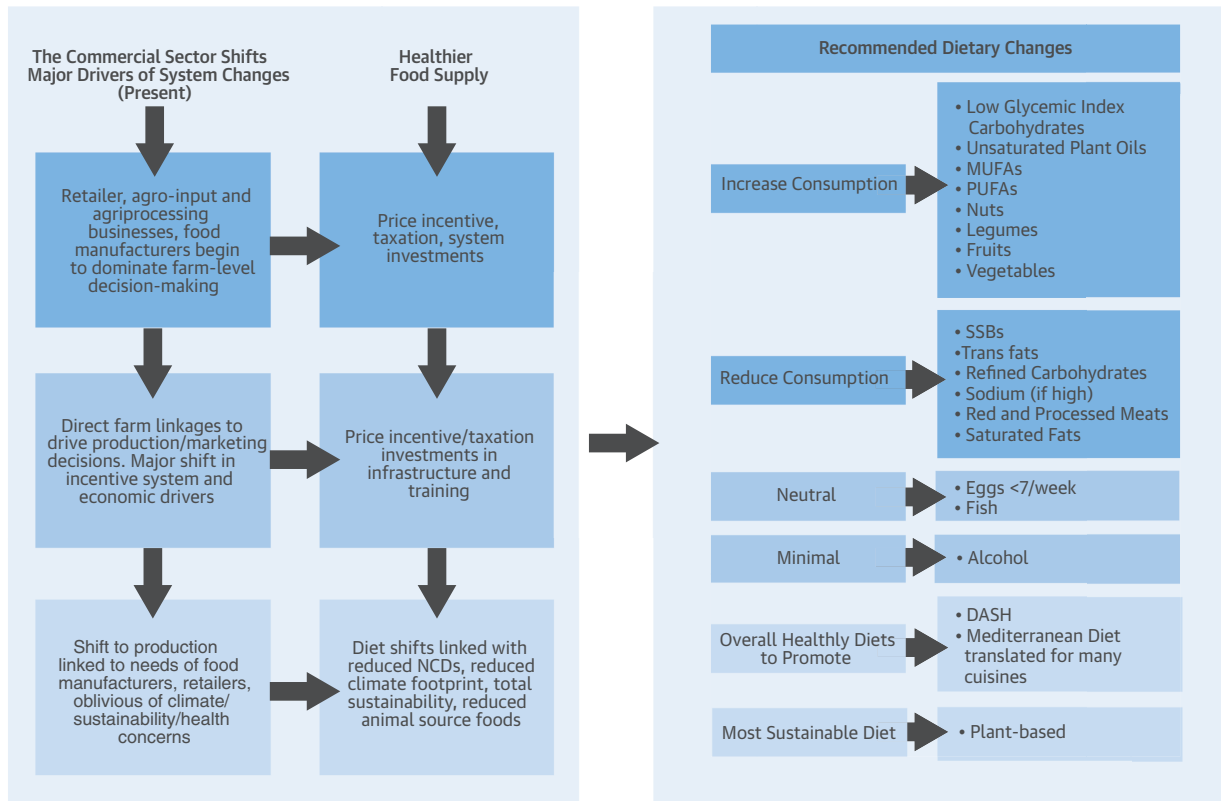 The Commercial Sector Shifts
Major Drivers of System Changes
(Present)
Healthier
Food Supply
Retailer, agro-input and
agriprocessing
businesses, food
manufacturers begin
to dominate farm-level
decision-making
Price incentive,
taxation, system
investments
Direct farm linkages to
drive production/marketing
decisions. Major shift in
incentive system and
economic drivers
Price incentive/taxation
investments in
infrastructure and
training
Shift to production
linked to needs of food
manufacturers, retailers,
oblivious of climate/
sustainability/health
concerns
Diet shifts linked with
reduced NCDs, reduced
climate footprint, total
sustainability, reduced
animal source foods
Recommended Dietary Changes
Increase Consumption
• Low Glycemic Index
Carbohydrates
• Unsaturated Plant Oils
• MUFAs
• PUFAs
• Nuts
• Legumes
• Fruits
• Vegetables
Reduce Consumption
• SSBs
•Trans fats
• Refined Carbohydrates
• Sodium (if high)
• Red and Processed Meats
• Saturated Fats
Neutral
• Eggs <7/week
• Fish
Minimal
• Alcohol
Overall Healthly Diets
to Promote
• DASH
• Mediterranean Diet
translated for many
cuisines
Most Sustainable Diet
• Plant-based